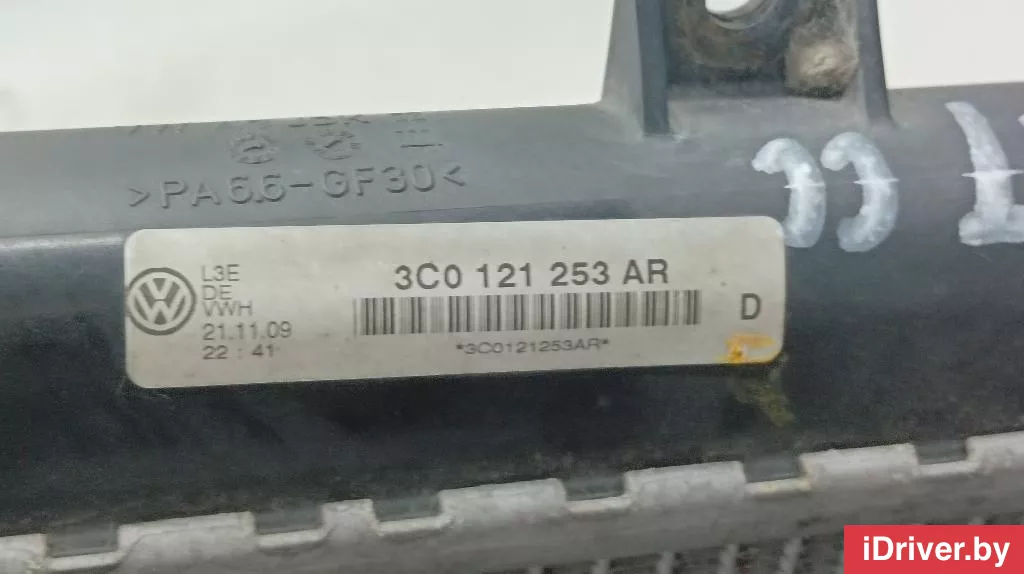 >PA6.6-GF30<
L3E
DE
VWH
21.11.09
22 : 41
3C0 121 253 AR
D
*3C0121253AR*
iDriver.by